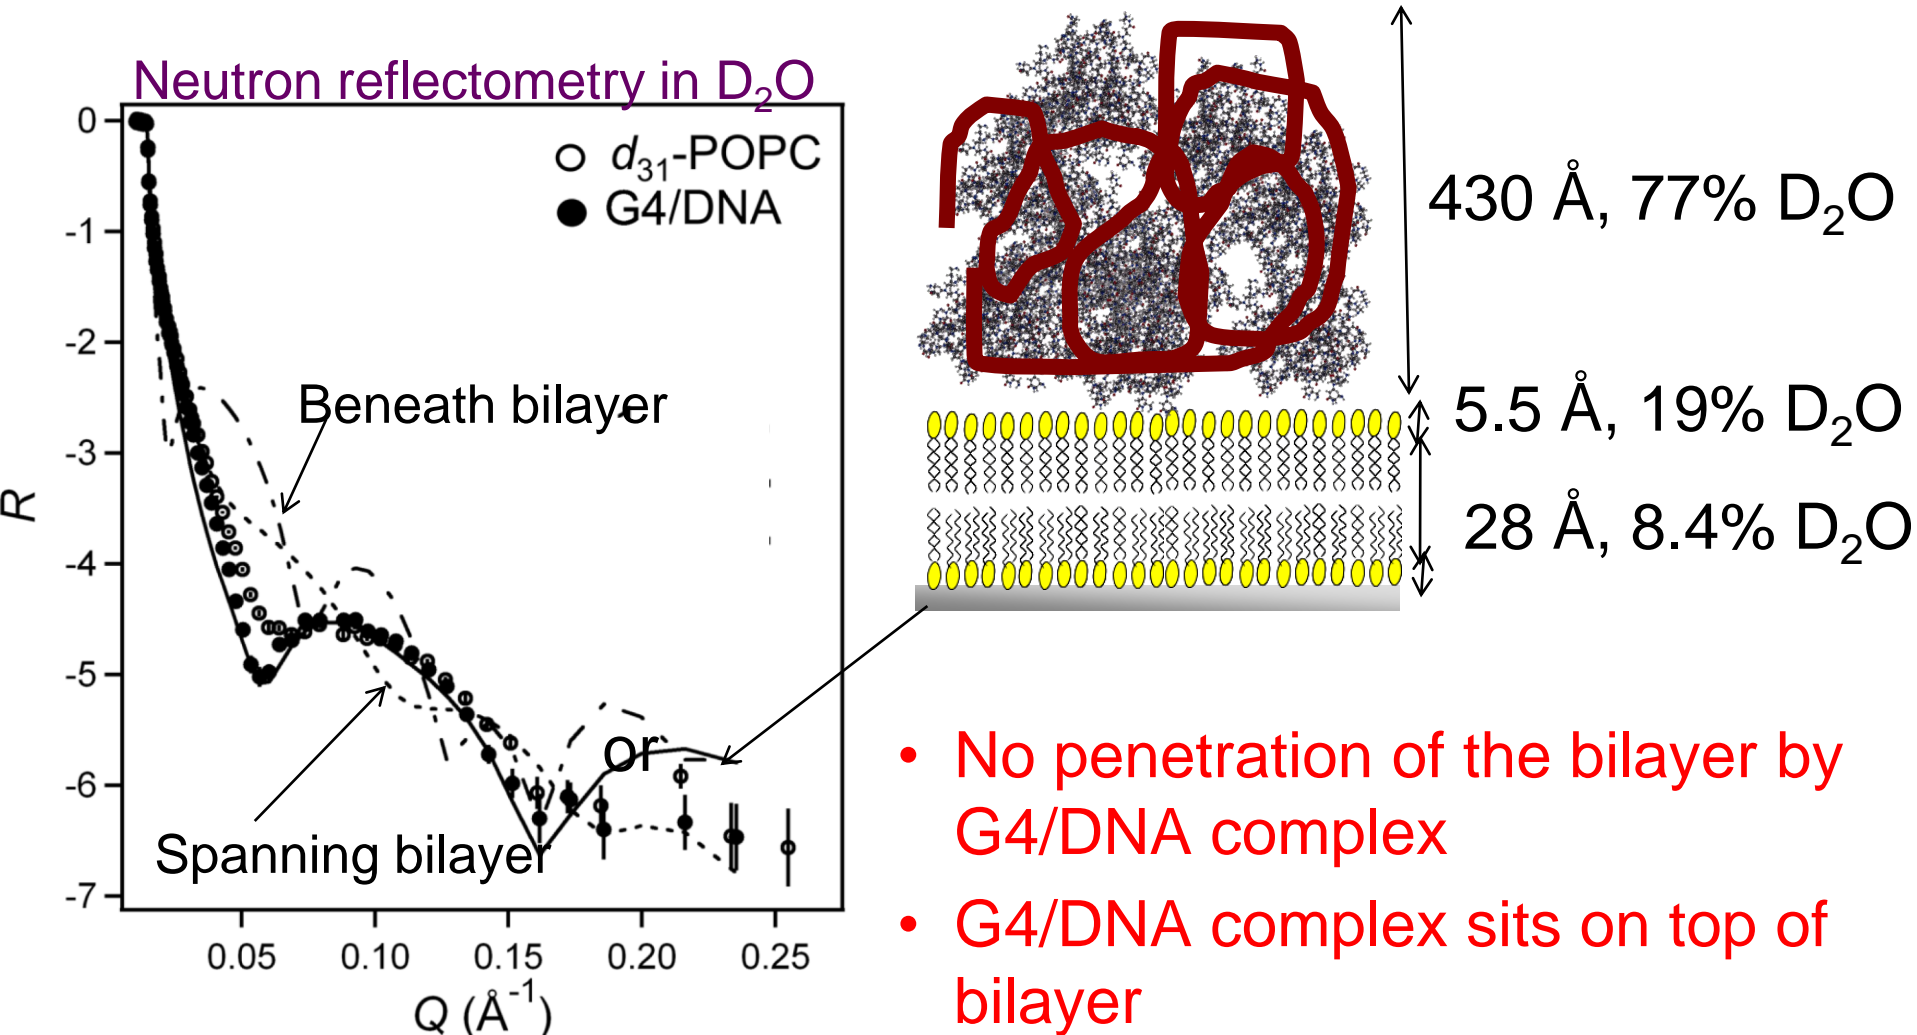 Neutron reflectometry in D₂O
0
-1
-2
-3
-4
-5
-6
-7
R
d₃₁-POPC
G4/DNA
Beneath bilayer
or
Spanning bilayer
0.05 0.10 0.15 0.20 0.25
Q (Å⁻¹)
430 Å, 77% D₂O
5.5 Å, 19% D₂O
28 Å, 8.4% D₂O
• No penetration of the bilayer by
G4/DNA complex
• G4/DNA complex sits on top of
bilayer